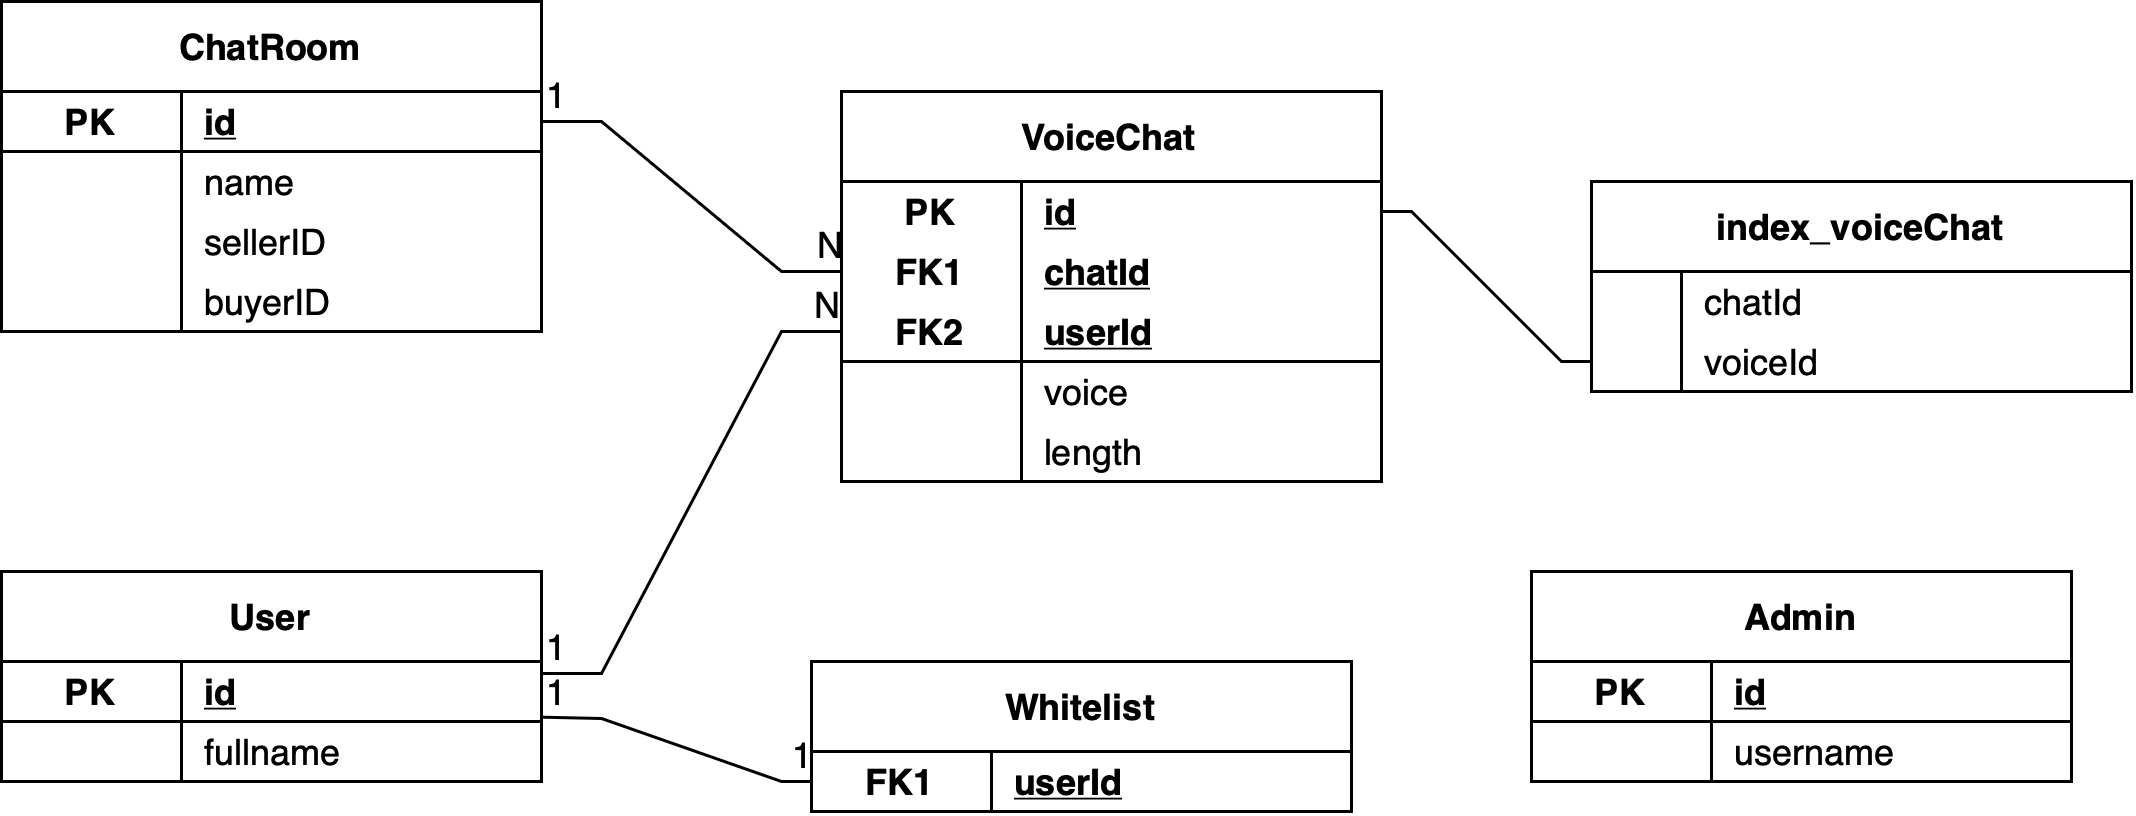 ChatRoom
PK id
name
sellerID
buyerID
1
N
VoiceChat
PK id
FK1 chatId
FK2 userId
voice
length
N
index_voiceChat
chatId
voiceId
User
PK id
fullname
1
1
1
Whitelist
FK1 userId
Admin
PK id
username